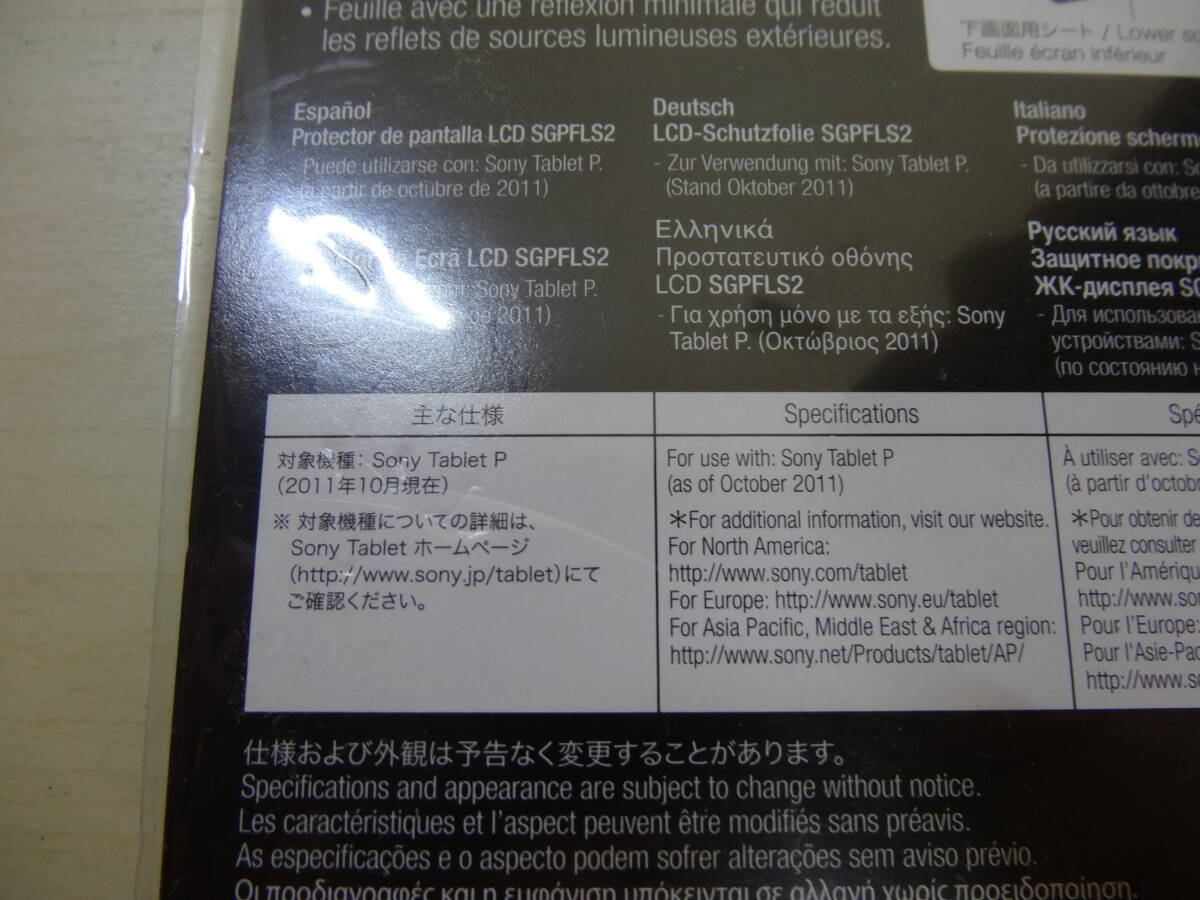 • Feuille avec une réflexion minimale qui réduit
les reflets de sources lumineuses extérieures.
下画面用シート / Lower sc
Feuille écran inférieur
Español
Protector de pantalla LCD SGPFLS2
Puede utilizarse con: Sony Tablet P.
(a partir de octubre de 2011)
Deutsch
LCD-Schutzfolie SGPFLS2
- Zur Verwendung mit: Sony Tablet P.
(Stand Oktober 2011)
Italiano
Protezione scherm
- Da utilizzarsi con: So
(a partire da ottobre
Ecrã LCD SGPFLS2
Sony Tablet P.
de 2011)
Ελληνικά
Προστατευτικό οθόνης
LCD SGPFLS2
- Για χρήση μόνο με τα εξής: Sony
Tablet P. (Οκτώβριος 2011)
Русский язык
Защитное покр
ЖК-дисплея SG
- Для использова
устройствами: S
(по состоянию н
主な仕様
対象機種: Sony Tablet P
(2011年10月現在)
※ 対象機種についての詳細は、
Sony Tablet ホームページ
(http://www.sony.jp/tablet)にて
ご確認ください。
Specifications
For use with: Sony Tablet P
(as of October 2011)
*For additional information, visit our website.
For North America:
http://www.sony.com/tablet
For Europe: http://www.sony.eu/tablet
For Asia Pacific, Middle East & Africa region:
http://www.sony.net/Products/tablet/AP/
Spé
À utiliser avec: S
(à partir d'octob
*Pour obtenir de
veuillez consulter
Pour l'Amériqu
http://www.so
Pour l'Europe:
Pour l'Asie-Pac
http://www.s
仕様および外観は予告なく変更することがあります。
Specifications and appearance are subject to change without notice.
Les caractéristiques et l'aspect peuvent être modifiés sans préavis.
As especificações e o aspecto podem sofrer alterações sem aviso prévio.
Οι προδιαγραφές και η εμφάνιση υπόκεινται σε αλλαγή χωρίς προειδοποίηση.